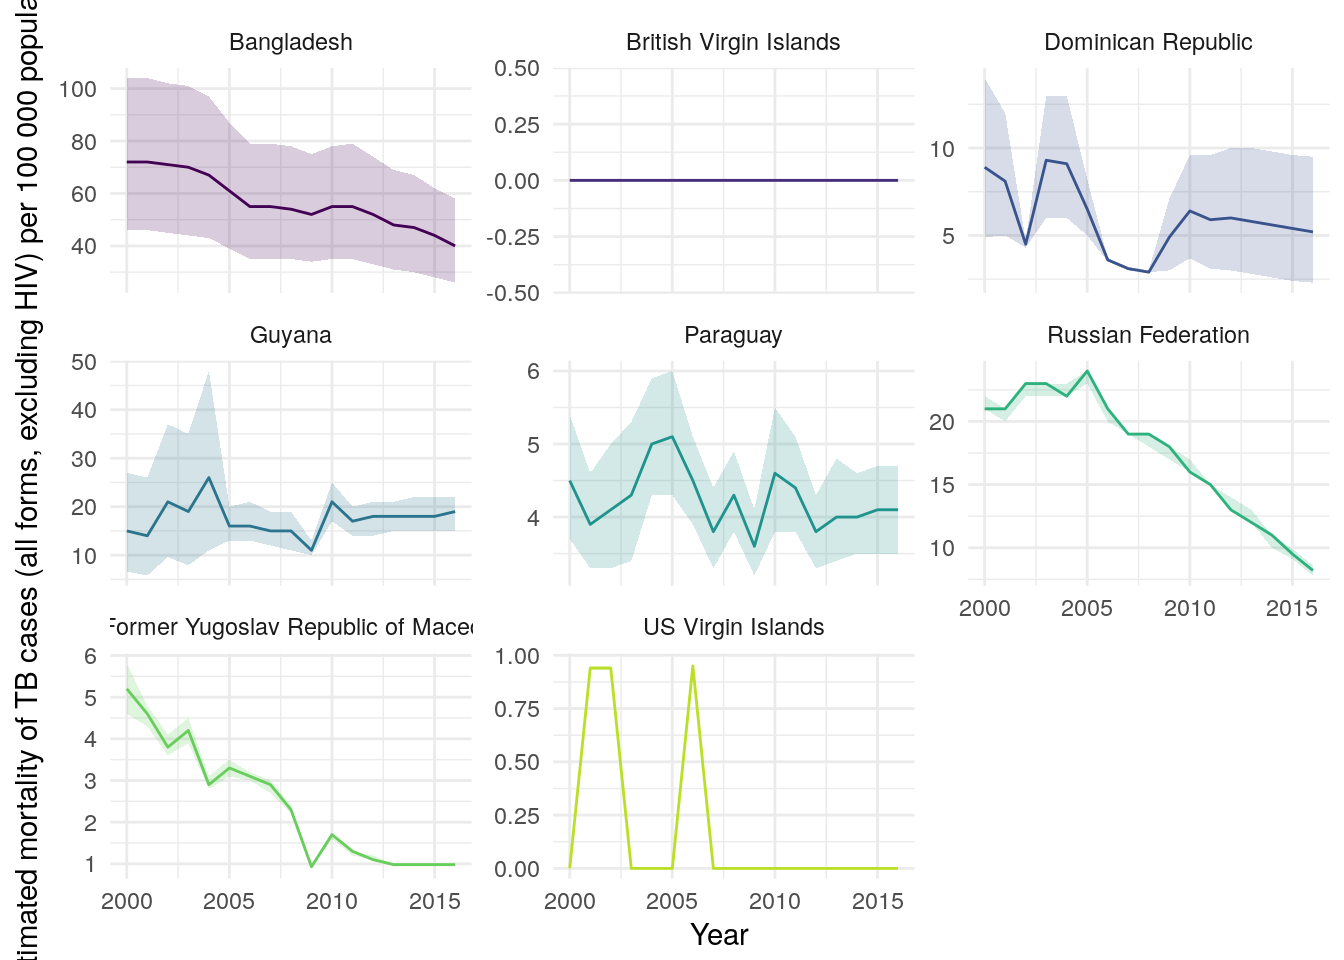 timated mortality of TB cases (all forms, excluding HIV) per 100 000 popula
Bangladesh
100
80
60
40
British Virgin Islands
0.50
0.25
0.00
-0.25
-0.50
Dominican Republic
10
5
Guyana
50
40
30
20
10
Paraguay
6
5
4
Russian Federation
20
15
10
2000 2005 2010 2015
Former Yugoslav Republic of Mace
6
5
4
3
2
1
2000 2005 2010 2015
US Virgin Islands
1.00
0.75
0.50
0.25
0.00
2000 2005 2010 2015
Year